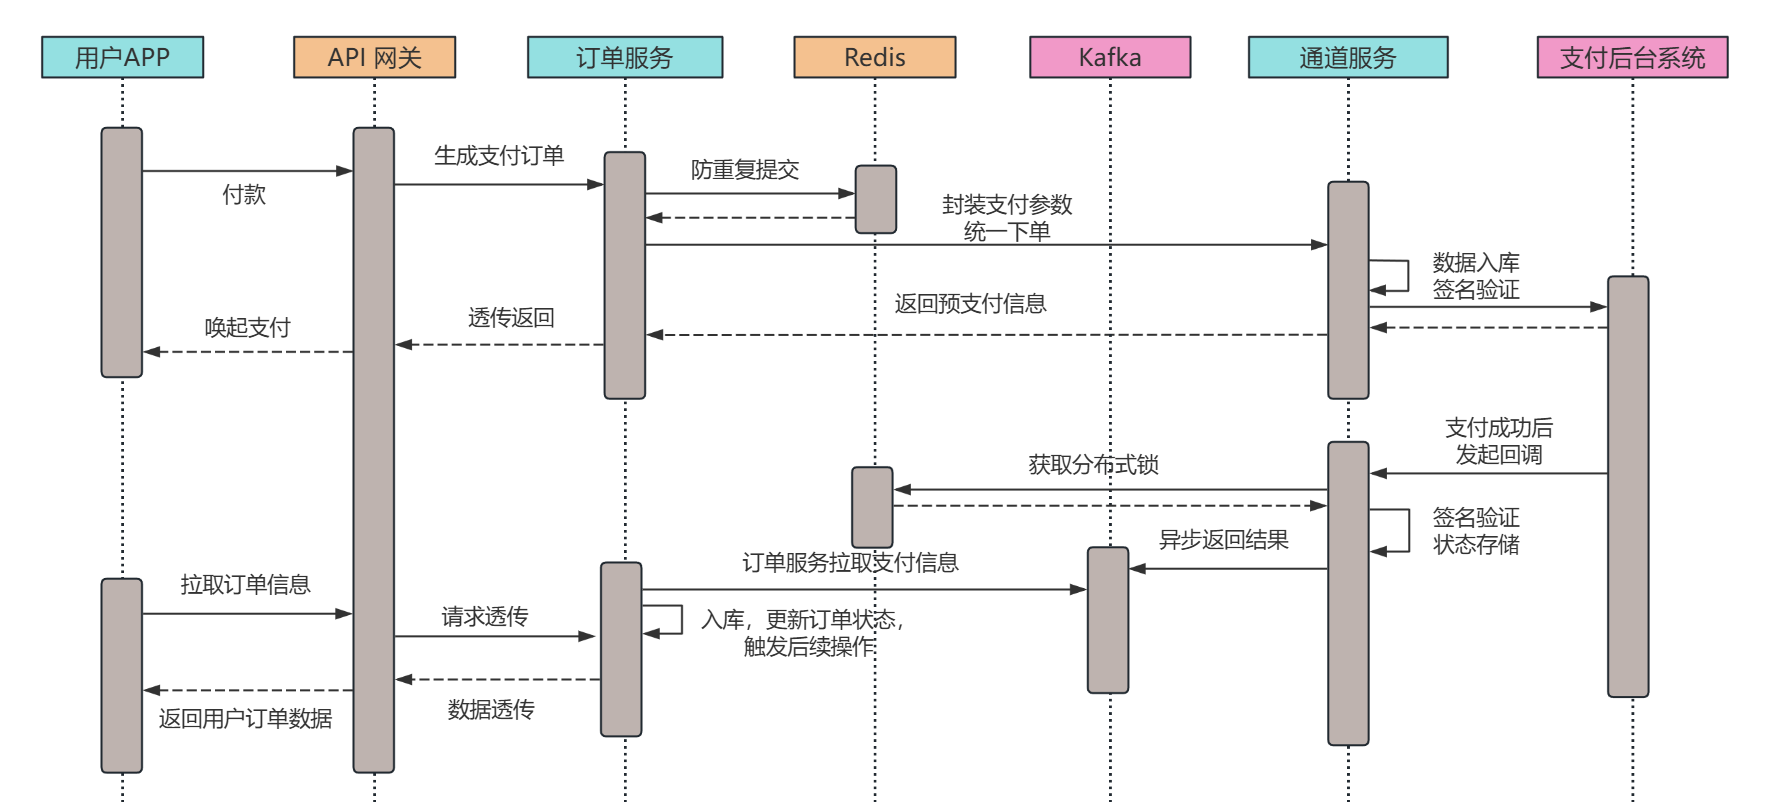 用户APP
API 网关
订单服务
Redis
Kafka
通道服务
支付后台系统
付款
生成支付订单
防重复提交
封装支付参数
统一下单
数据入库
签名验证
返回预支付信息
透传返回
唤起支付
支付成功后
发起回调
获取分布式锁
签名验证
状态存储
异步返回结果
订单服务拉取支付信息
拉取订单信息
请求透传
入库，更新订单状态，
触发后续操作
数据透传
返回用户订单数据